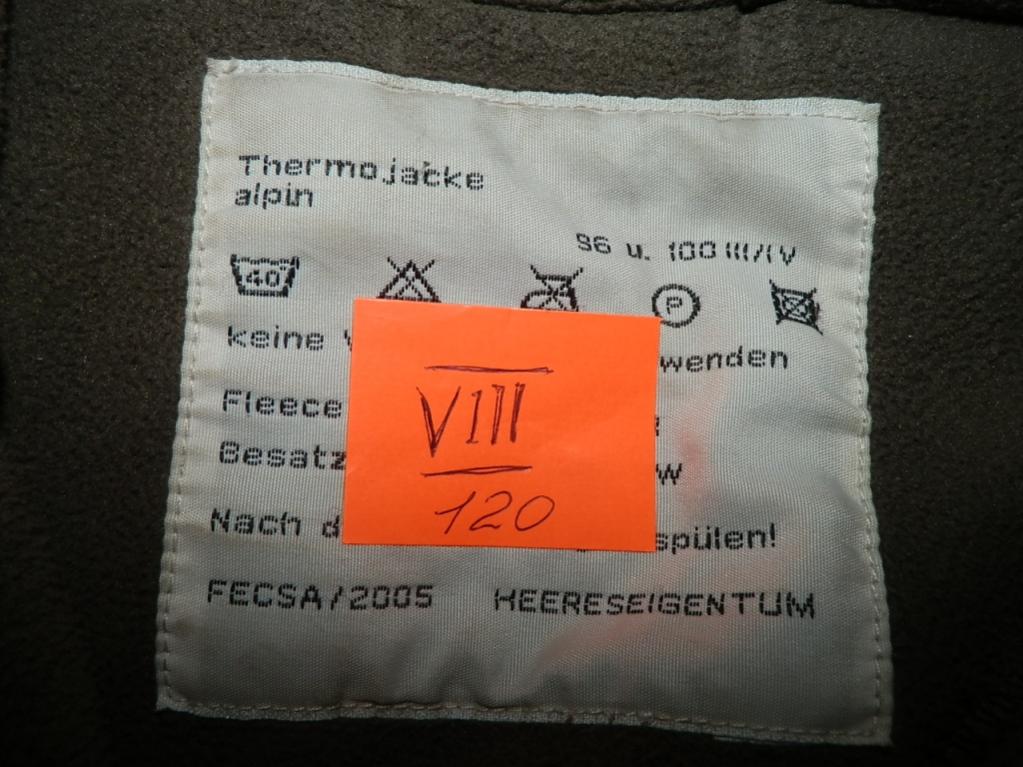 Thermojacke
alpin
96 u. 100 III/IV
40
P
keine
wenden
Fleece
Besatz
W
Nach d
spülen!
FECSA/2005 HEERESEIGENTUM
VIII
120